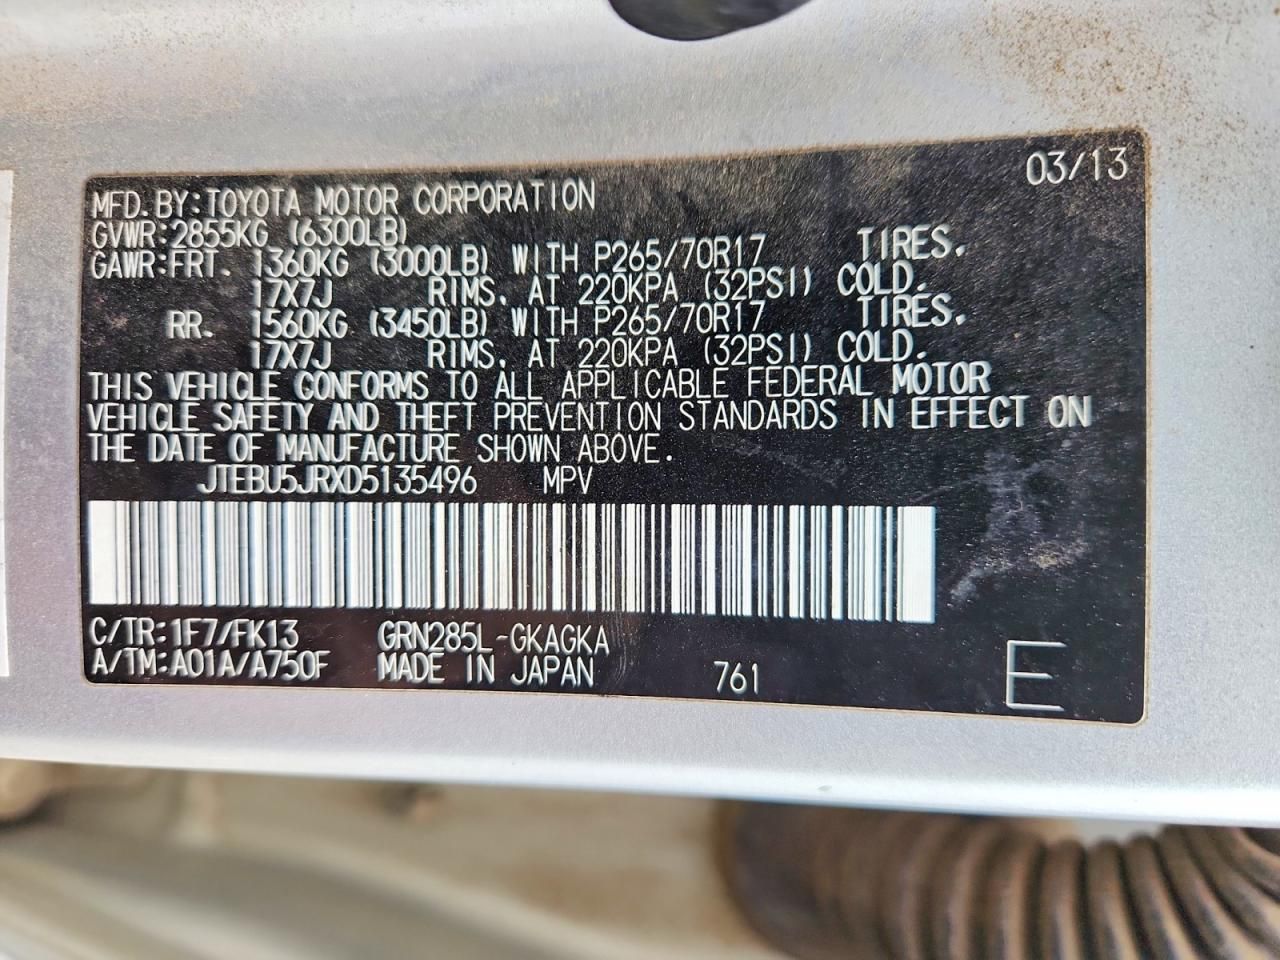 03/13
MFD. BY: TOYOTA MOTOR CORPORATION
GVWR: 2855KG (6300LB)
GAWR: FRT. 1360KG (3000LB) WITH P265/70R17 TIRES.
17X7J RIMS. AT 220KPA (32PSI) COLD.
RR. 1560KG (3450LB) WITH P265/70R17 TIRES.
17X7J RIMS. AT 220KPA (32PSI) COLD.
THIS VEHICLE CONFORMS TO ALL APPLICABLE FEDERAL MOTOR
VEHICLE SAFETY AND THEFT PREVENTION STANDARDS IN EFFECT ON
THE DATE OF MANUFACTURE SHOWN ABOVE.
JTEBU5JRXD5135496 MPV
C/TR: 1F7/FK13 GRN285L-GKAGKA
A/TM: A01A/A750F MADE IN JAPAN 761 E